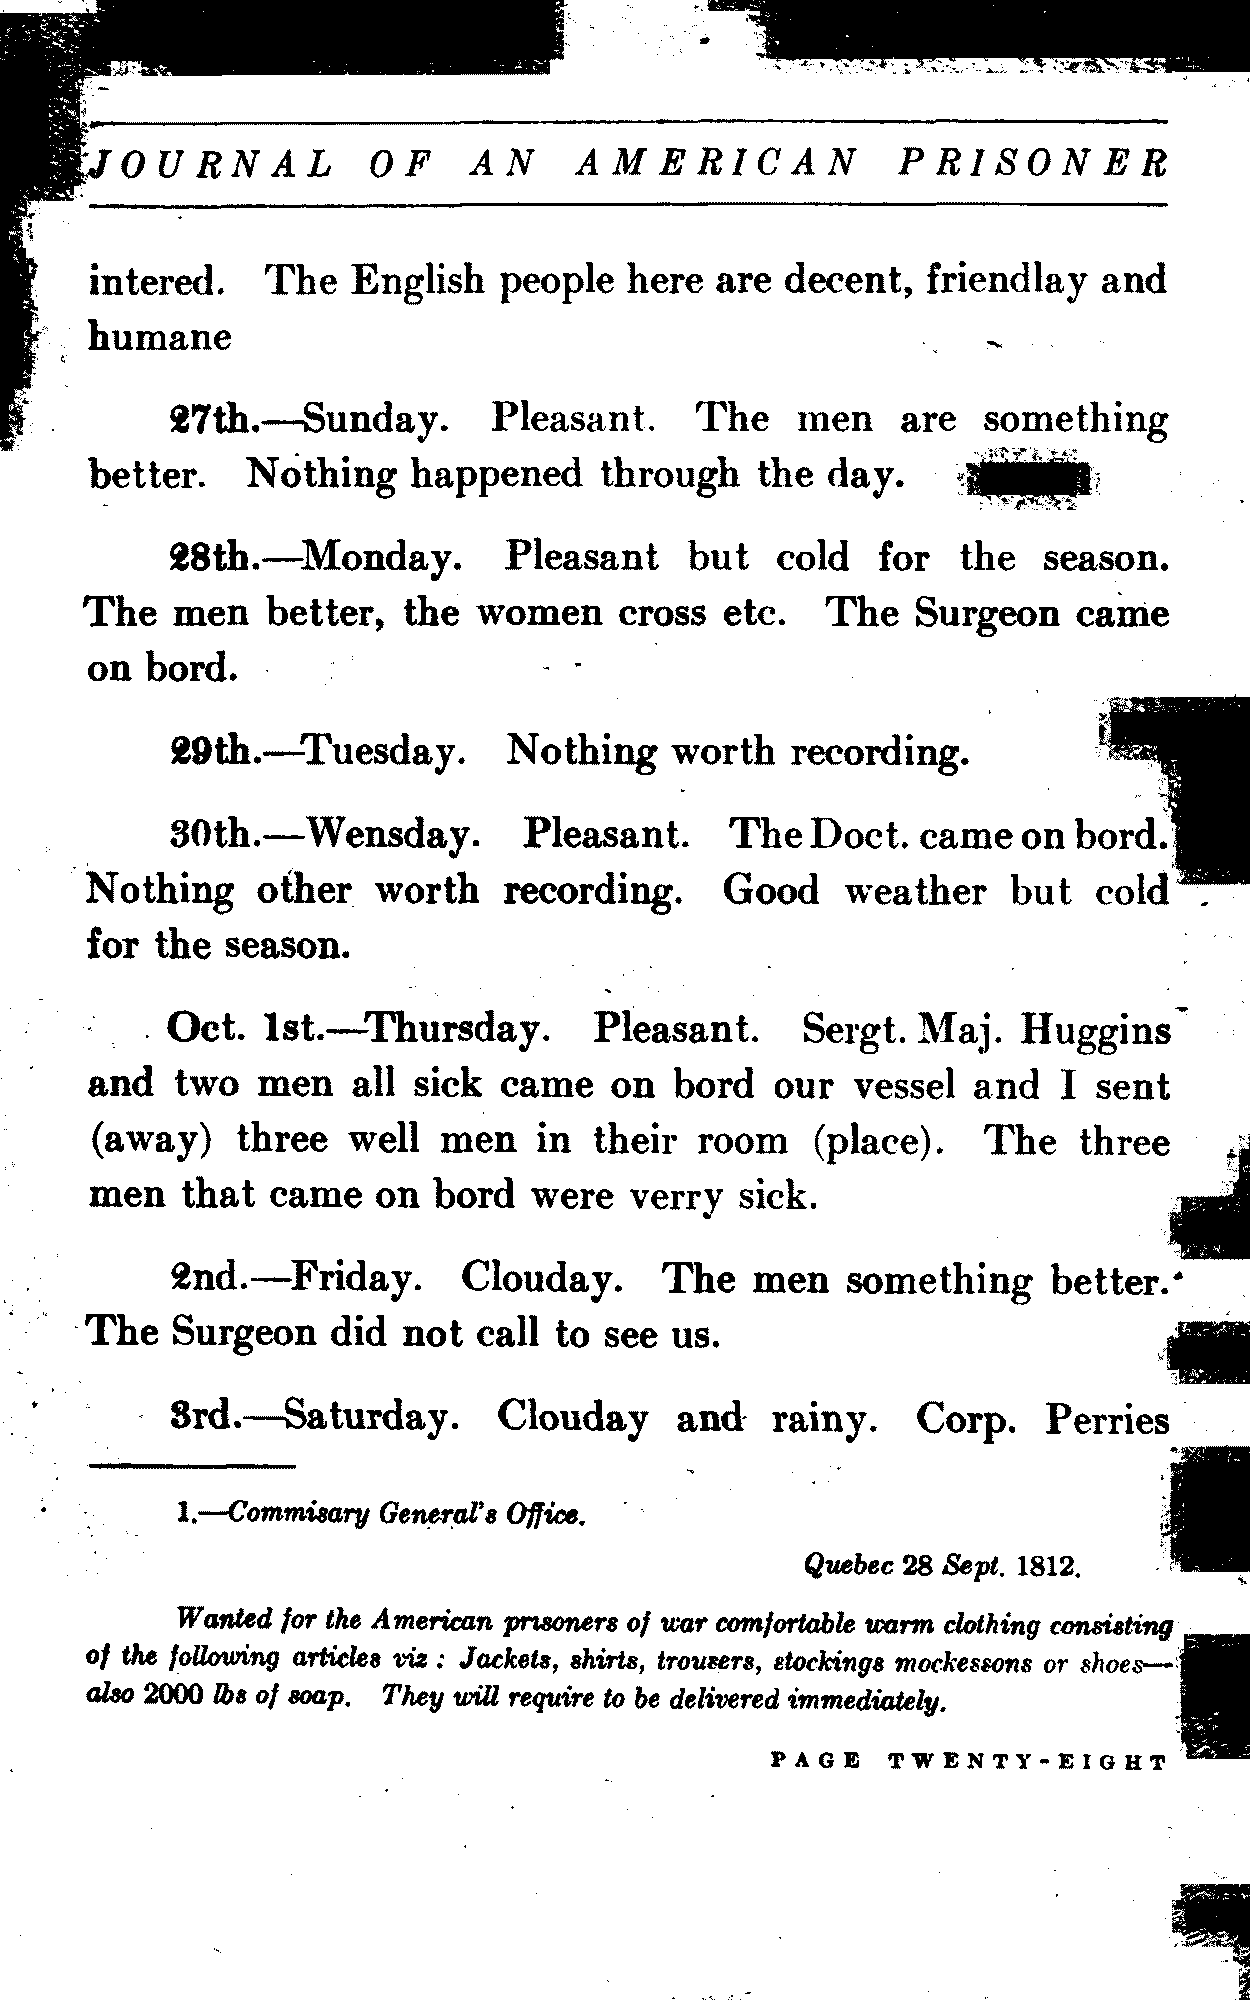 JOURNAL OF AN AMERICAN PRISONER
intered. The English people here are decent, friendlay and
humane
27th.—Sunday. Pleasant. The men are something
better. Nothing happened through the day.
28th.—Monday. Pleasant but cold for the season.
The men better, the women cross etc. The Surgeon came
on bord.
29th.—Tuesday. Nothing worth recording.
30th.—Wensday. Pleasant. The Doct. came on bord.
Nothing other worth recording. Good weather but cold
for the season.
Oct. 1st.—Thursday. Pleasant. Sergt. Maj. Huggins
and two men all sick came on bord our vessel and I sent
(away) three well men in their room (place). The three
men that came on bord were verry sick.
2nd.—Friday. Clouday. The men something better.
The Surgeon did not call to see us.
3rd.—Saturday. Clouday and rainy. Corp. Perries
1.—Commisary General's Office.
Quebec 28 Sept. 1812.
Wanted for the American prisoners of war comfortable warm clothing consisting
of the following articles viz : Jackets, shirts, trousers, stockings mockessons or shoes—
also 2000 lbs of soap. They will require to be delivered immediately.
PAGE TWENTY-EIGHT